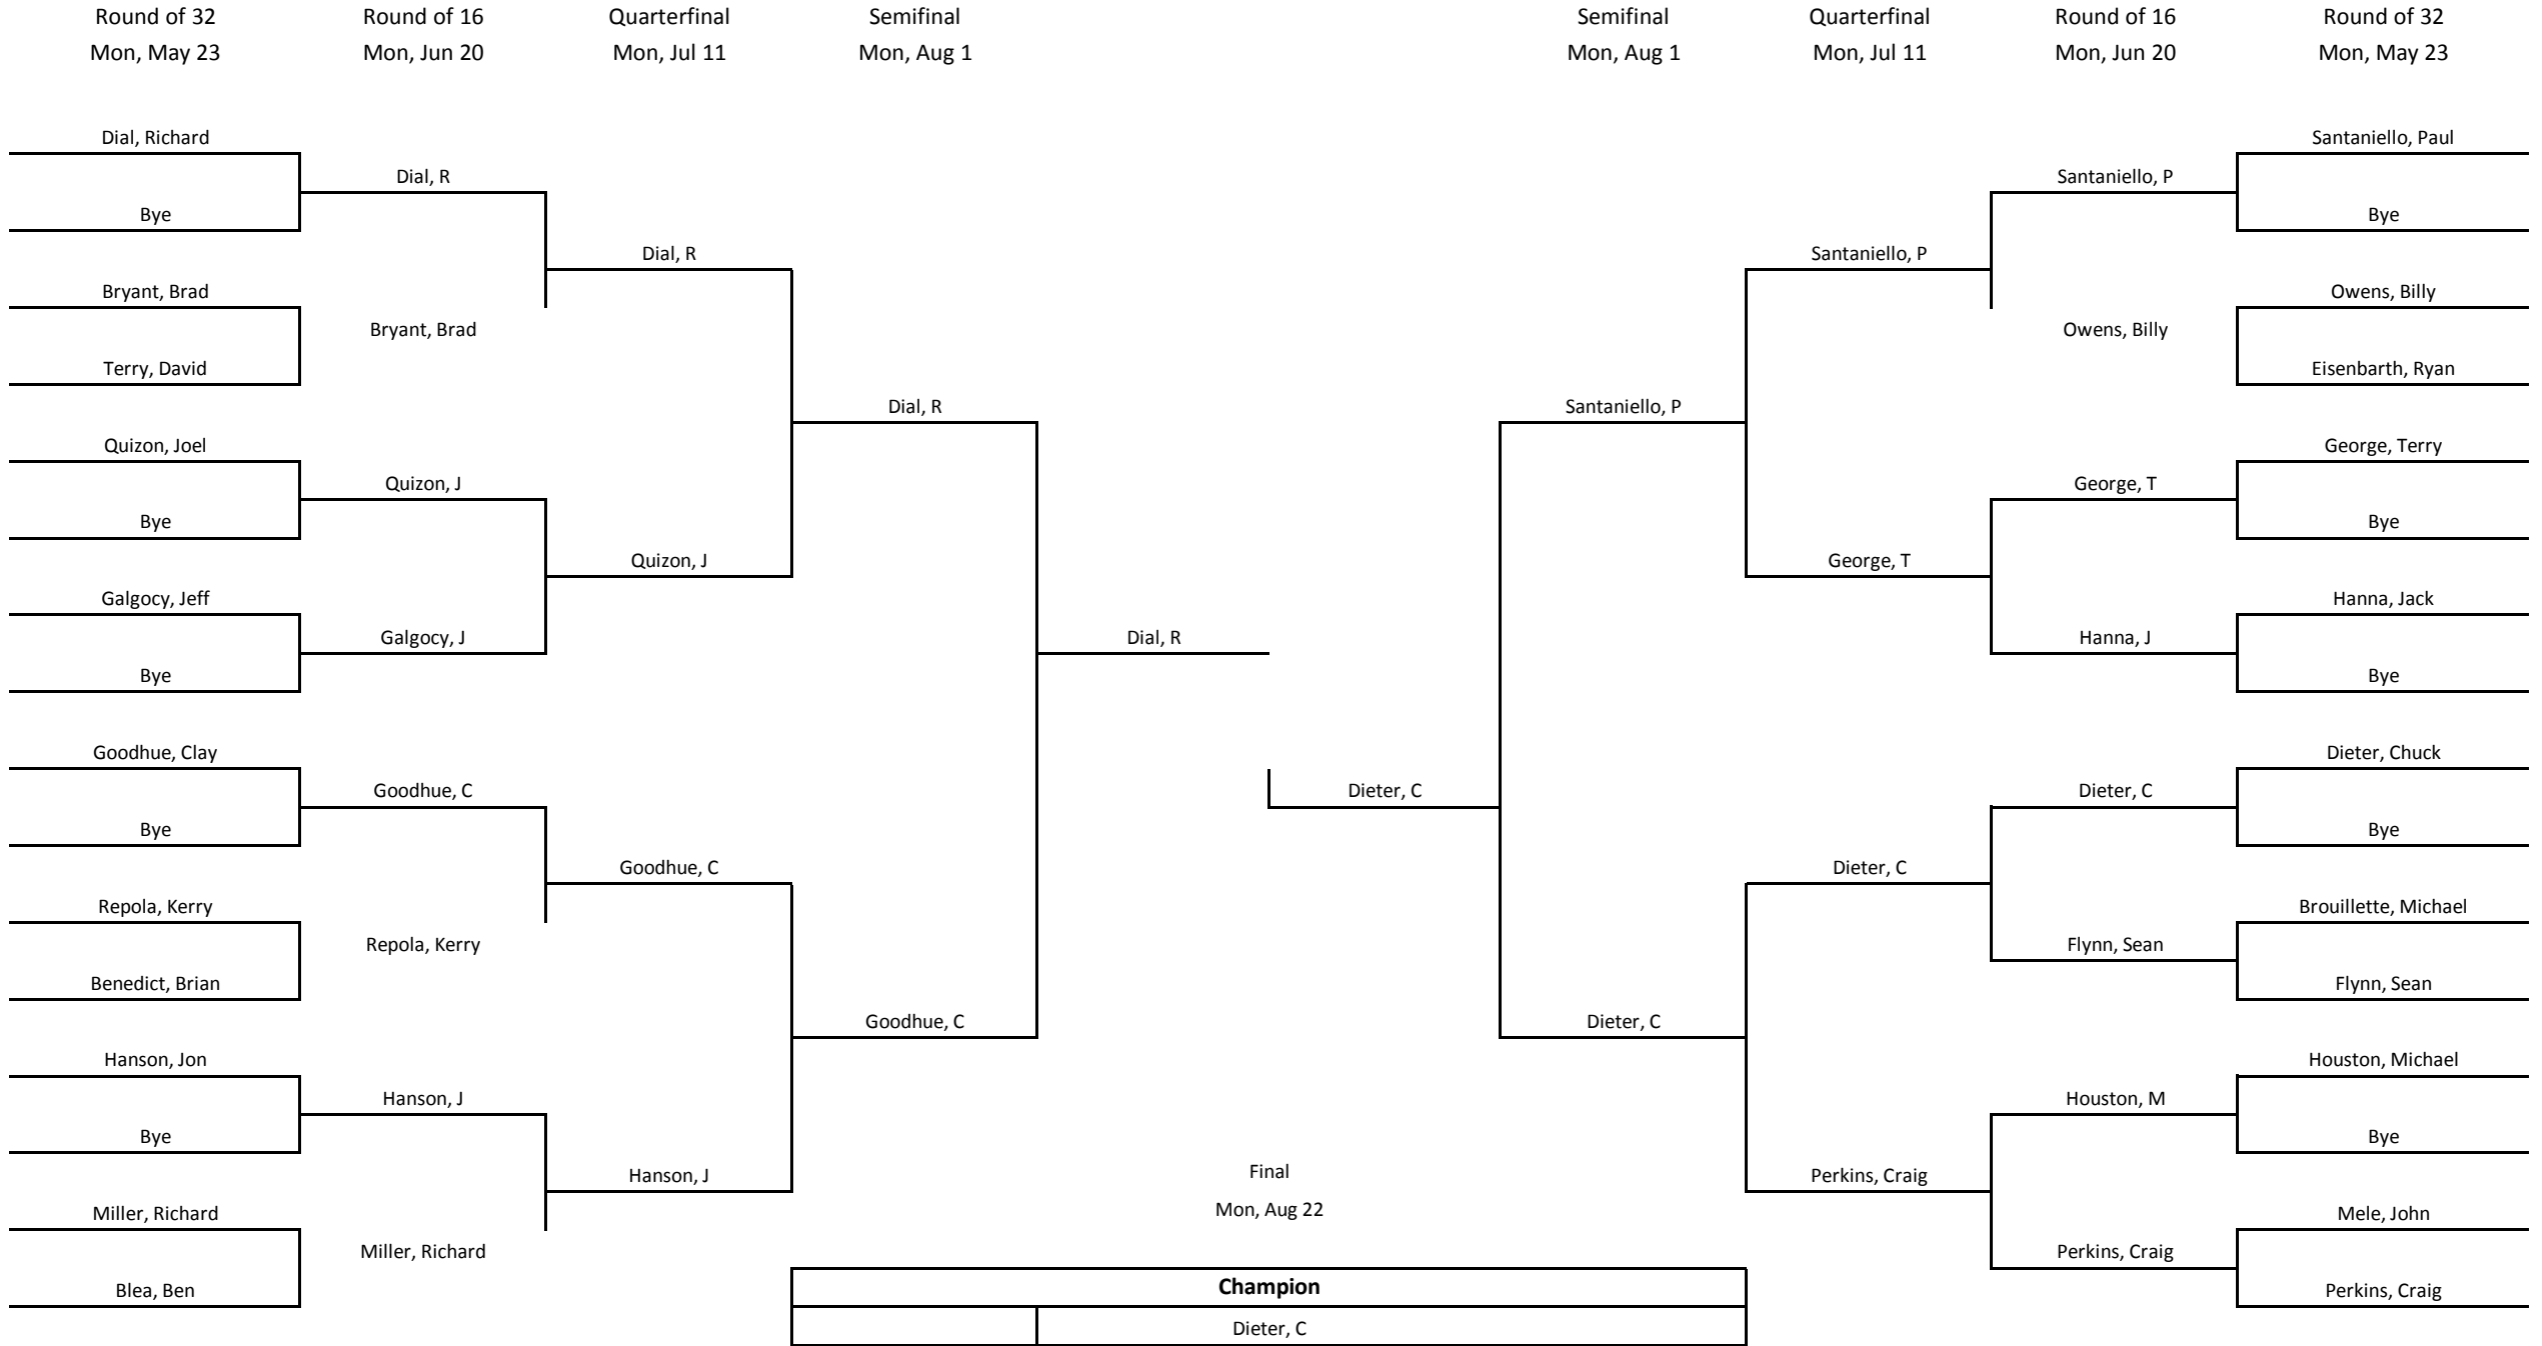 Round of 32 Round of 16 Quarterfinal Semifinal Semifinal Quarterfinal Round of 16 Round of 32
Mon, May 23 Mon, Jun 20 Mon, Jul 11 Mon, Aug 1 Mon, Aug 1 Mon, Jul 11 Mon, Jun 20 Mon, May 23
Dial, Richard Santaniello, Paul
Dial, R Santaniello, P
Bye Bye
Dial, R Santaniello, P
Bryant, Brad Owens, Billy
Bryant, Brad Owens, Billy
Terry, David Eisenbarth, Ryan
Dial, R Santaniello, P
Quizon, Joel George, Terry
Quizon, J George, T
Bye Bye
Quizon, J George, T
Galgocy, Jeff Hanna, Jack
Galgocy, J Dial, R Hanna, J
Bye Bye
Goodhue, Clay Dieter, Chuck
Goodhue, C Dieter, C Dieter, C
Bye Bye
Goodhue, C Dieter, C
Repola, Kerry Brouillette, Michael
Repola, Kerry Flynn, Sean
Benedict, Brian Flynn, Sean
Goodhue, C Dieter, C
Hanson, Jon Houston, Michael
Hanson, J Houston, M
Bye Bye
Hanson, J Final Perkins, Craig
Miller, Richard Mon, Aug 22 Mele, John
Miller, Richard Perkins, Craig
Blea, Ben Champion Perkins, Craig
Dieter, C